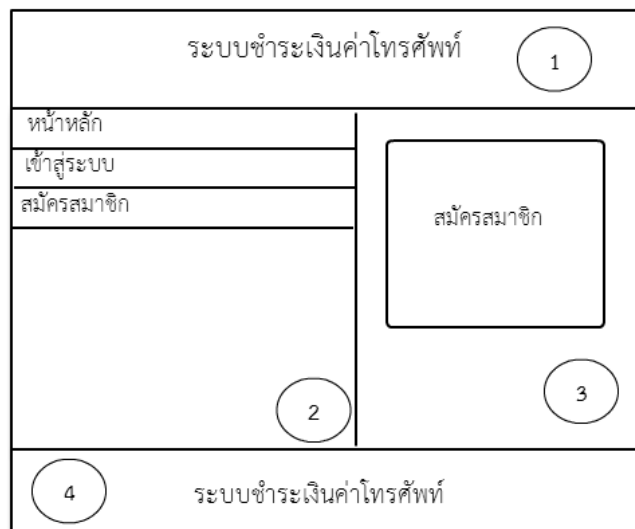 ระบบชำระเงินค่าโทรศัพท์
1
หน้าหลัก
เข้าสู่ระบบ
สมัครสมาชิก
สมัครสมาชิก
2
3
4
ระบบชำระเงินค่าโทรศัพท์